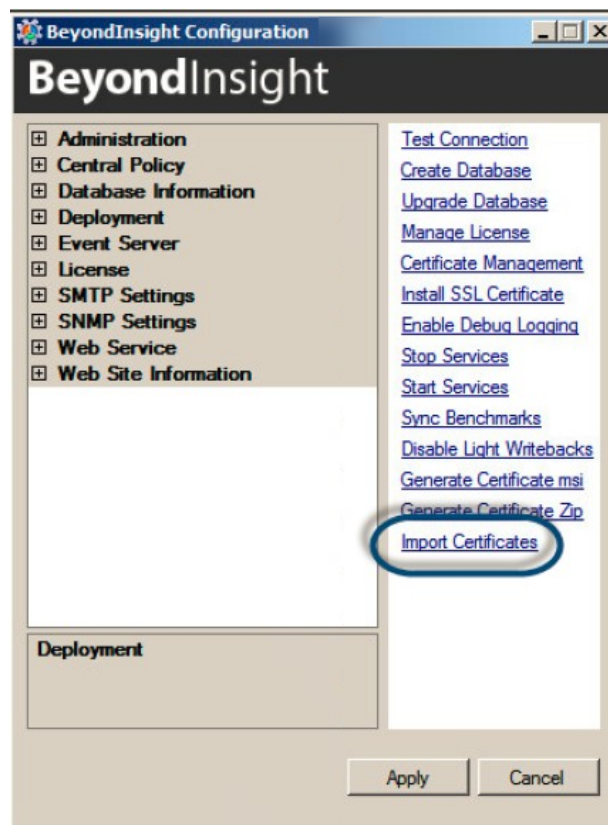 BeyondInsight Configuration
BeyondInsight
Administration
Central Policy
Database Information
Deployment
Event Server
License
SMTP Settings
SNMP Settings
Web Service
Web Site Information
Test Connection
Create Database
Upgrade Database
Manage License
Certificate Management
Install SSL Certificate
Enable Debug Logging
Stop Services
Start Services
Sync Benchmarks
Disable Light Writebacks
Generate Certificate msi
Generate Certificate Zip
Import Certificates
Deployment
Apply
Cancel